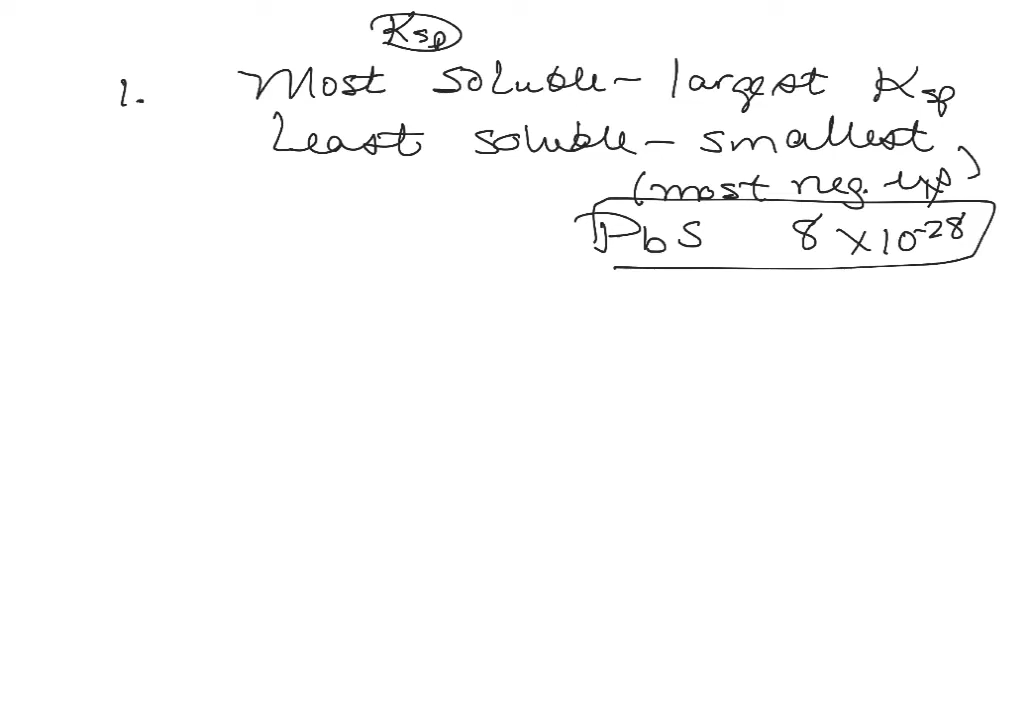 Ksp
1. Most soluble - largest Ksp
Least soluble - smallest
(most neg. exp)
PbS 8 x 10-28